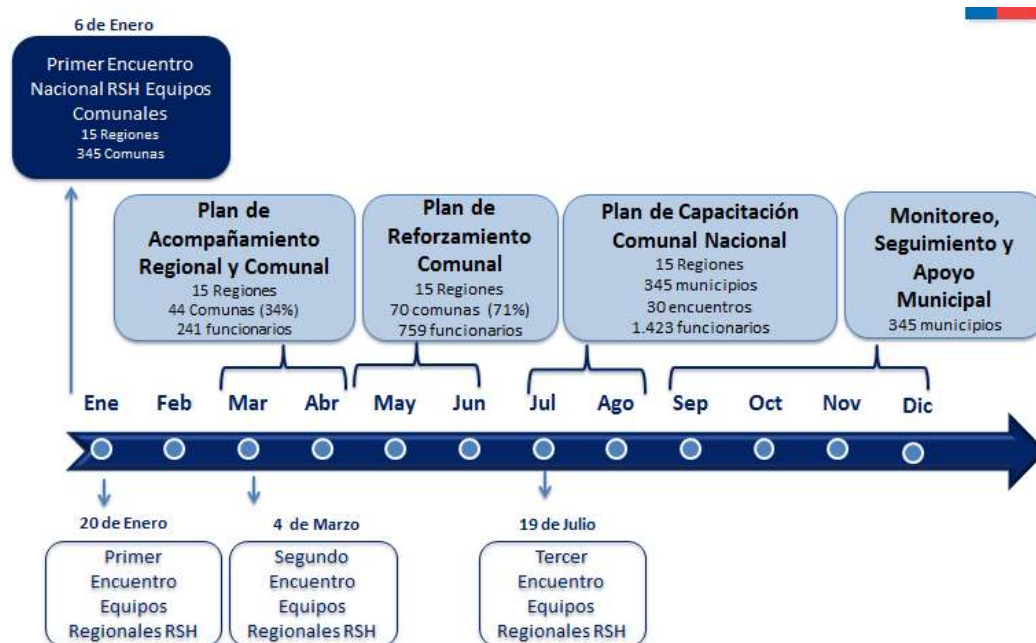 6 de Enero
Primer Encuentro
Nacional RSH Equipos
Comunales
15 Regiones
345 Comunas
Plan de
Acompañamiento
Regional y Comunal
15 Regiones
44 Comunas (34%)
241 funcionarios
Plan de
Reforzamiento
Comunal
15 Regiones
70 comunas (71%)
759 funcionarios
Plan de Capacitación
Comunal Nacional
15 Regiones
345 municipios
30 encuentros
1.423 funcionarios
Monitoreo,
Seguimiento y
Apoyo
Municipal
345 municipios
Ene Feb Mar Abr May Jun Jul Ago Sep Oct Nov Dic
20 de Enero
Primer
Encuentro
Equipos
Regionales RSH
4 de Marzo
Segundo
Encuentro
Equipos
Regionales RSH
19 de Julio
Tercer
Encuentro
Equipos
Regionales RSH